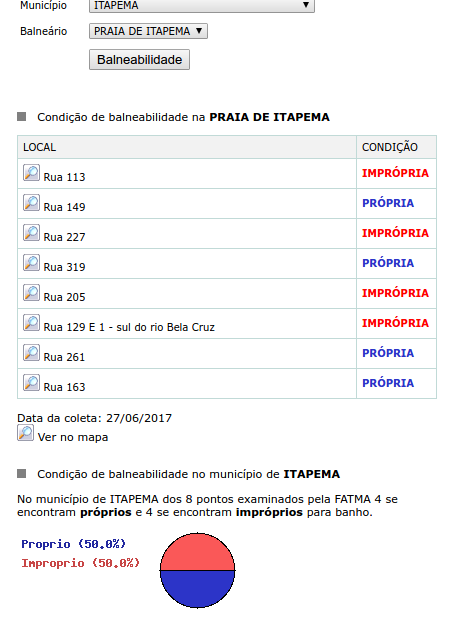 Município ITAPEMA
Balneário PRAIA DE ITAPEMA
Balneabilidade
Condição de balneabilidade na PRAIA DE ITAPEMA
LOCAL CONDIÇÃO
Rua 113 IMPRÓPRIA
Rua 149 PRÓPRIA
Rua 227 IMPRÓPRIA
Rua 319 PRÓPRIA
Rua 205 IMPRÓPRIA
Rua 129 E 1 - sul do rio Bela Cruz IMPRÓPRIA
Rua 261 PRÓPRIA
Rua 163 PRÓPRIA
Data da coleta: 27/06/2017
Ver no mapa
Condição de balneabilidade no município de ITAPEMA
No município de ITAPEMA dos 8 pontos examinados pela FATMA 4 se
encontram próprios e 4 se encontram impróprios para banho.
Proprio (50.0%)
Improprio (50.0%)